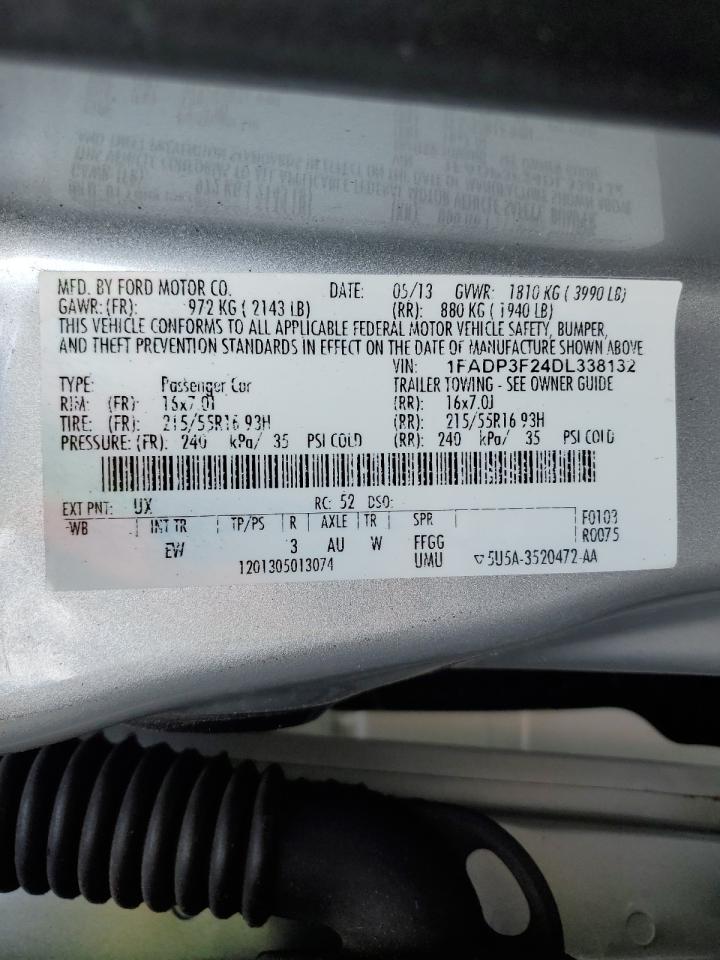 MFD. BY FORD MOTOR CO. DATE: 05/13 GVWR: 1810 KG ( 3990 LB)
GAWR: (FR): 972 KG ( 2143 LB) (RR): 880 KG ( 1940 LB)
THIS VEHICLE CONFORMS TO ALL APPLICABLE FEDERAL MOTOR VEHICLE SAFETY, BUMPER,
AND THEFT PREVENTION STANDARDS IN EFFECT ON THE DATE OF MANUFACTURE SHOWN ABOVE
VIN: 1FADP3F24DL338132
TYPE: Passenger Car TRAILER TOWING - SEE OWNER GUIDE
RIM: (FR): 16x7.0J (RR): 16x7.0J
TIRE: (FR): 215/55R16 93H (RR): 215/55R16 93H
PRESSURE: (FR): 240 kPa/ 35 PSI COLD (RR): 240 kPa/ 35 PSI COLD
EXT PNT: UX RC: 52 DSO: F0103
WB INT TR TP/PS R AXLE TR SPR R0075
EW 3 AU W FFGG
1201305013074 UMU ▽5U5A-3520472-AA